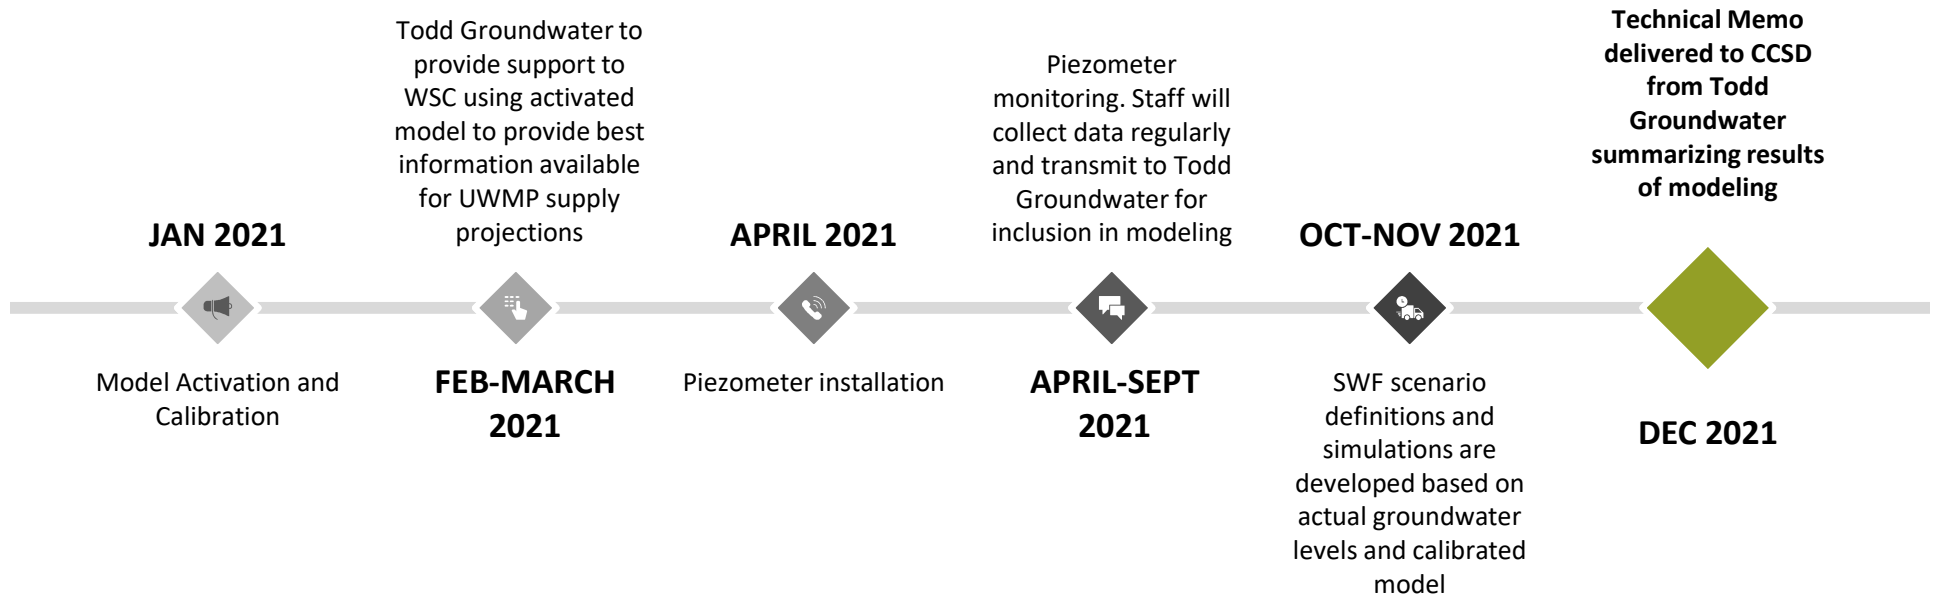 JAN 2021
Model Activation and
Calibration
Todd Groundwater to
provide support to
WSC using activated
model to provide best
information available
for UWMP supply
projections
FEB-MARCH
2021
APRIL 2021
Piezometer installation
Piezometer
monitoring. Staff will
collect data regularly
and transmit to Todd
Groundwater for
inclusion in modeling
APRIL-SEPT
2021
OCT-NOV 2021
SWF scenario
definitions and
simulations are
developed based on
actual groundwater
levels and calibrated
model
Technical Memo
delivered to CCSD
from Todd
Groundwater
summarizing results
of modeling
DEC 2021